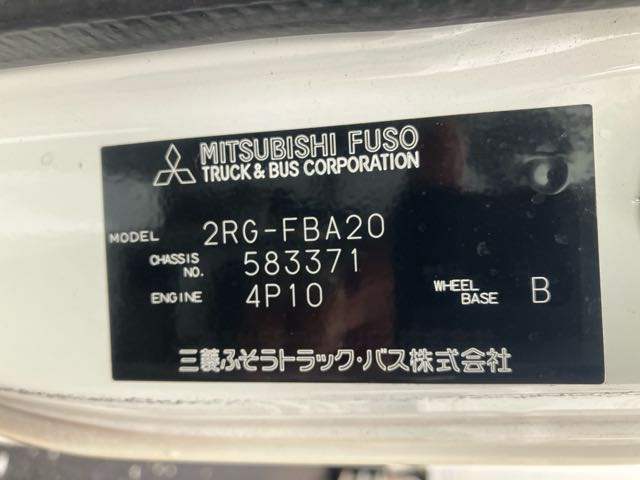 MITSUBISHI FUSO
TRUCK & BUS CORPORATION
MODEL 2RG-FBA20
CHASSIS NO. 583371
ENGINE 4P10 WHEEL BASE B
三菱ふそうトラック・バス株式会社